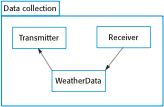 Data collection
Transmitter
Receiver
WeatherData